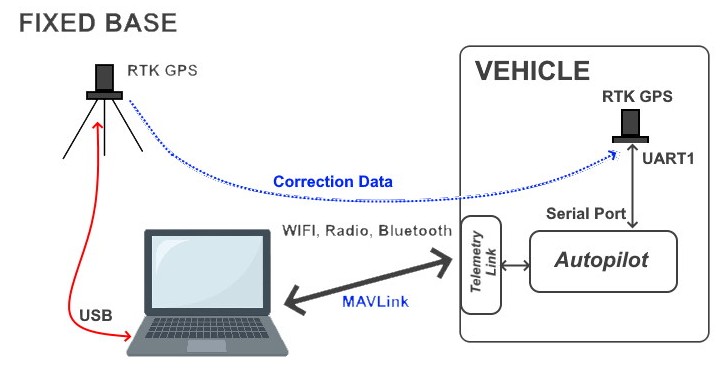 FIXED BASE
RTK GPS
VEHICLE
RTK GPS
UART1
Correction Data
Serial Port
WIFI, Radio, Bluetooth
Telemetry
Link
Autopilot
MAVLink
USB